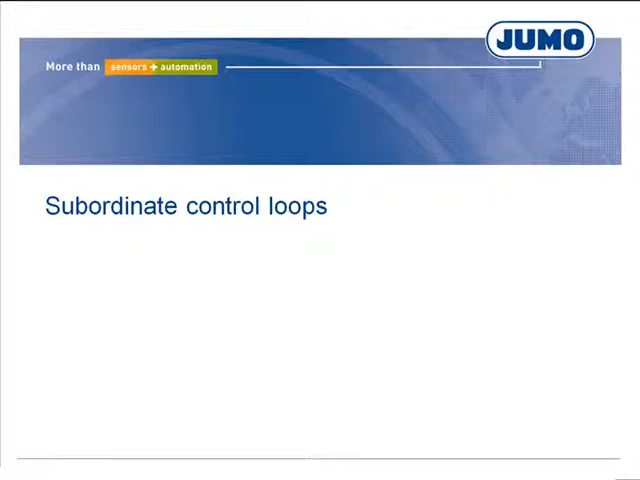 JUMO
More than sensors + automation
Subordinate control loops